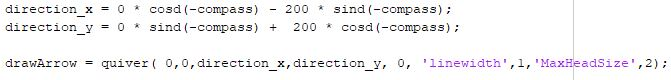 direction_x = 0 * cosd(-compass) - 200 * sind(-compass);
direction_y = 0 * sind(-compass) +  200 * cosd(-compass);
drawArrow = quiver( 0,0,direction_x,direction_y, 0, 'linewidth',1,'MaxHeadSize',2);